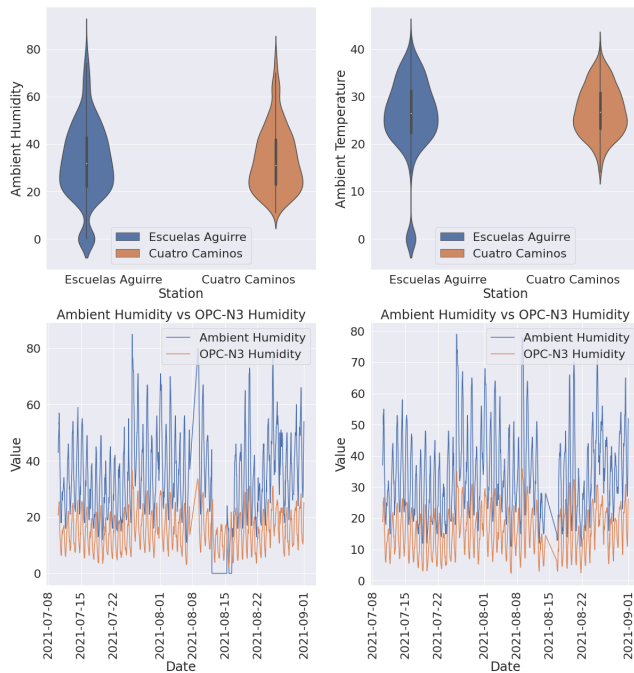 80
60
40
20
0
Ambient Humidity
Escuelas Aguirre
Cuatro Caminos
Escuelas Aguirre
Cuatro Caminos
Station
40
30
20
10
0
Ambient Temperature
Escuelas Aguirre
Cuatro Caminos
Escuelas Aguirre
Cuatro Caminos
Station
Ambient Humidity vs OPC-N3 Humidity
Ambient Humidity
OPC-N3 Humidity
80
60
40
20
0
Value
2021-07-08
2021-07-15
2021-07-22
2021-08-01
2021-08-08
2021-08-15
2021-08-22
2021-09-01
Date
Ambient Humidity vs OPC-N3 Humidity
Ambient Humidity
OPC-N3 Humidity
80
70
60
50
40
30
20
10
0
Value
2021-07-08
2021-07-15
2021-07-22
2021-08-01
2021-08-08
2021-08-15
2021-08-22
2021-09-01
Date